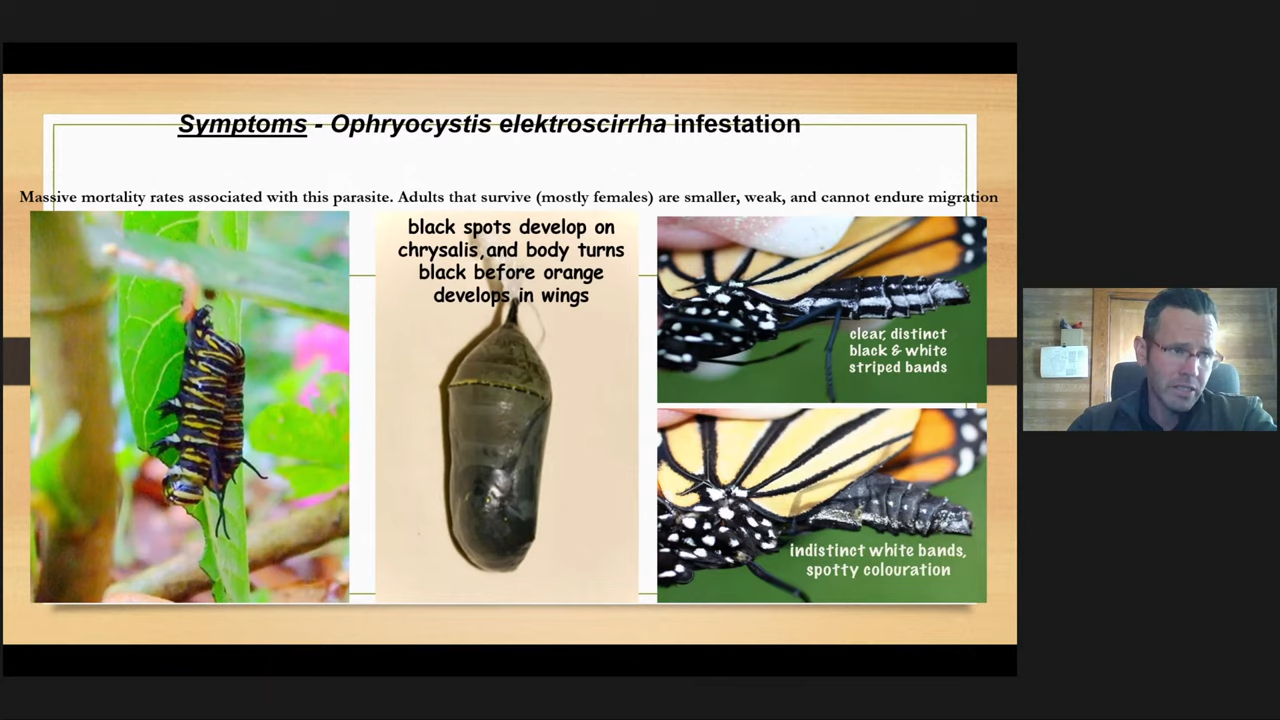 Symptoms - Ophryocystis elektroscirrha infestation
Massive mortality rates associated with this parasite. Adults that survive (mostly females) are smaller, weak, and cannot endure migration
black spots develop on
chrysalis,and body turns
black before orange
develops in wings
clear, distinct
black & white
striped bands
indistinct white bands,
spotty colouration